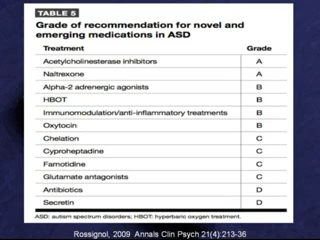 TABLE 5
Grade of recommendation for novel and
emerging medications in ASD
Treatment Grade
Acetylcholinesterase inhibitors A
Naltrexone A
Alpha-2 adrenergic agonists B
HBOT B
Immunomodulation/anti-inflammatory treatments B
Oxytocin B
Chelation C
Cyproheptadine C
Famotidine C
Glutamate antagonists C
Antibiotics D
Secretin D
ASD: autism spectrum disorders; HBOT: hyperbaric oxygen treatment.
Rossignol, 2009 Annals Clin Psych 21(4):213-36